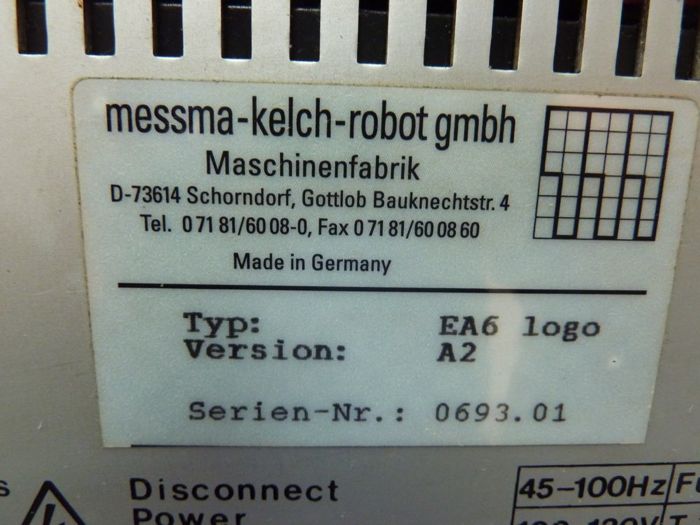 messma-kelch-robot gmbh
Maschinenfabrik
D-73614 Schorndorf, Gottlob Bauknechtstr. 4
Tel. 0 71 81/60 08-0, Fax 0 71 81/60 08 60
Made in Germany
Typ: EA6 logo
Version: A2
Serien-Nr.: 0693.01
Disconnect
Power
45-100Hz